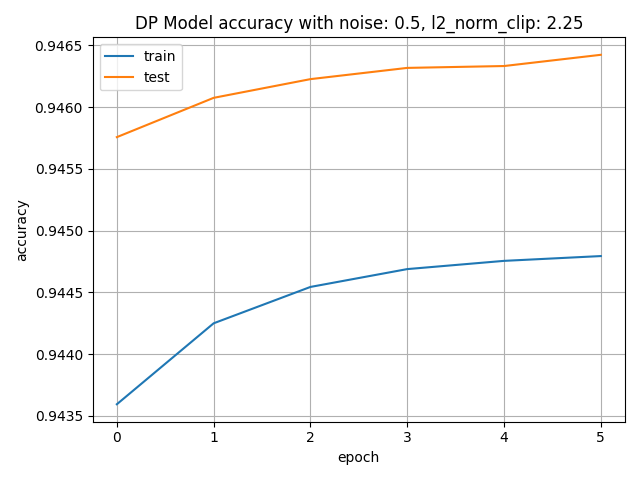 DP Model accuracy with noise: 0.5, l2_norm_clip: 2.25
train
test
0.9465
0.9460
0.9455
0.9450
0.9445
0.9440
0.9435
accuracy
0 1 2 3 4 5
epoch